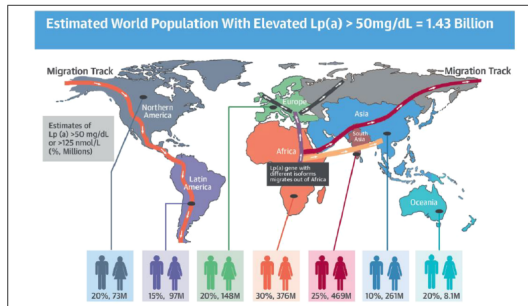 Estimated World Population With Elevated Lp(a) > 50mg/dL = 1.43 Billion
Migration Track
Migration Track
Northern
America
Europe
Asia
Estimates of
Lp (a) >50 mg/dL
or >125 nmol/L
(%, Millions)
Africa
South
Asia
Lp(a) gene with
different isoforms
migrates out of Africa
Latin
America
Oceania
20%, 73M
15%, 97M
20%, 148M
30%, 376M
25%, 469M
10%, 261M
20%, 8.1M